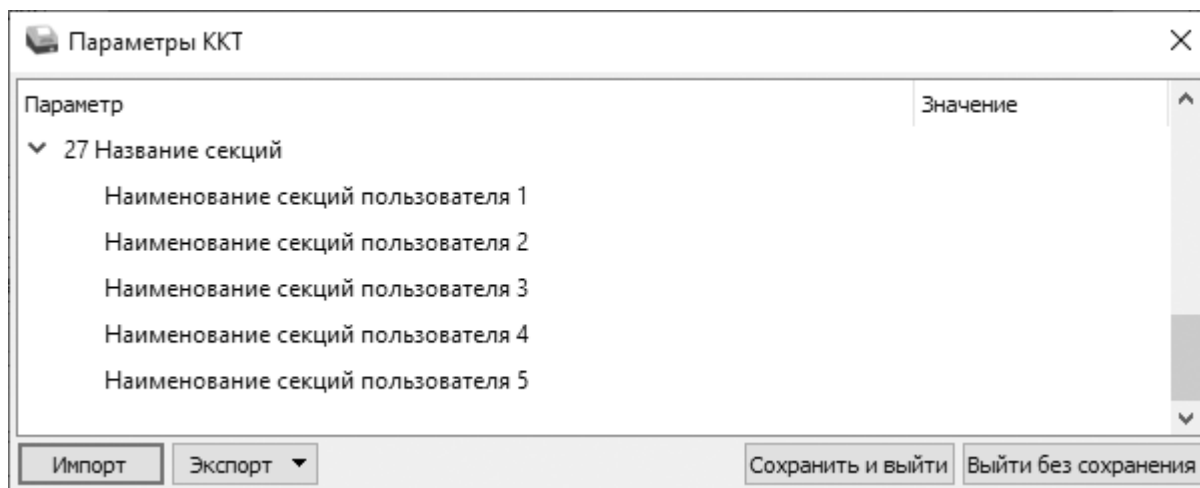 Параметры ККТ
Параметр Значение
27 Название секций
Наименование секций пользователя 1
Наименование секций пользователя 2
Наименование секций пользователя 3
Наименование секций пользователя 4
Наименование секций пользователя 5
Импорт Экспорт Сохранить и выйти Выйти без сохранения